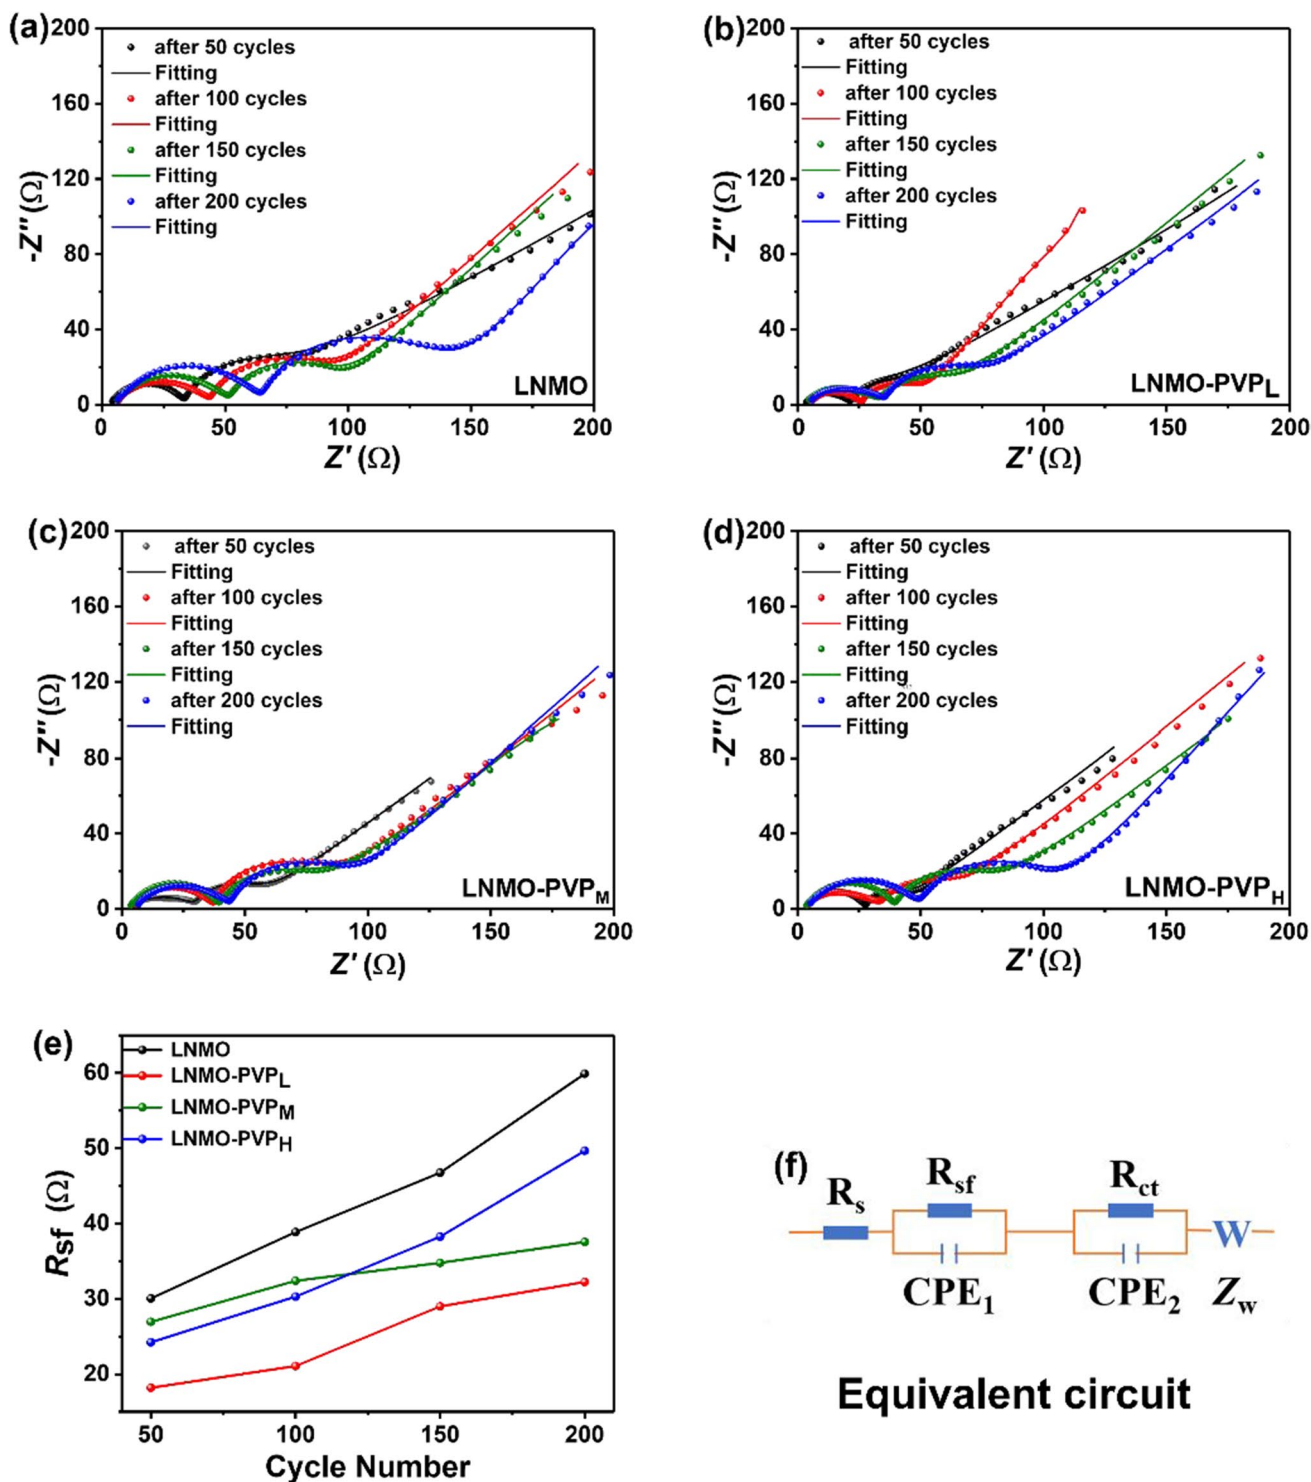 (a)
200
160
120
80
40
0
-Z″ (Ω)
after 50 cycles
Fitting
after 100 cycles
Fitting
after 150 cycles
Fitting
after 200 cycles
Fitting
LNMO
0 50 100 150 200
Z′ (Ω)
(b)
200
160
120
80
40
0
-Z″ (Ω)
after 50 cycles
Fitting
after 100 cycles
Fitting
after 150 cycles
Fitting
after 200 cycles
Fitting
LNMO-PVPL
0 50 100 150 200
Z′ (Ω)
(c)
200
160
120
80
40
0
-Z″ (Ω)
after 50 cycles
Fitting
after 100 cycles
Fitting
after 150 cycles
Fitting
after 200 cycles
Fitting
LNMO-PVPM
0 50 100 150 200
Z′ (Ω)
(d)
200
160
120
80
40
0
-Z″ (Ω)
after 50 cycles
Fitting
after 100 cycles
Fitting
after 150 cycles
Fitting
after 200 cycles
Fitting
LNMO-PVPH
0 50 100 150 200
Z′ (Ω)
(e)
60
50
40
30
20
Rsf (Ω)
LNMO
LNMO-PVPL
LNMO-PVPM
LNMO-PVPH
50 100 150 200
Cycle Number
(f)
Rs Rsf Rct
W
CPE1 CPE2 Zw
Equivalent circuit